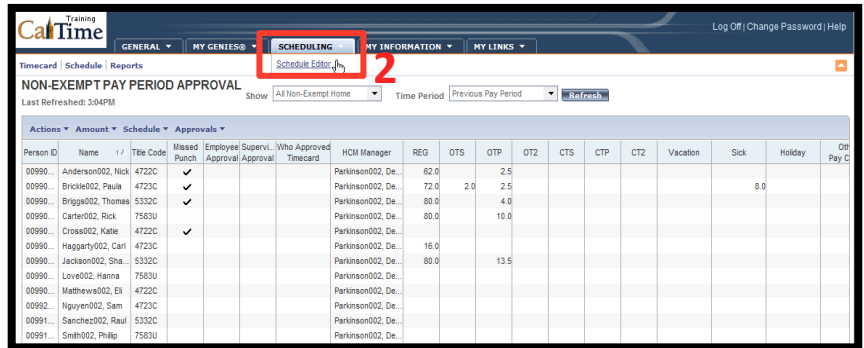 CalTime Training
Log Off | Change Password | Help
GENERAL MY GENIES® SCHEDULING MY INFORMATION MY LINKS
Timecard | Schedule | Reports Schedule Editor 2
NON-EXEMPT PAY PERIOD APPROVAL Show All Non-Exempt Home Time Period Previous Pay Period Refresh
Last Refreshed: 3:04PM
Actions Amount Schedule Approvals
Person ID Name 1/ Title Code Missed Punch Employee Approval Supervi... Approval Who Approved Timecard HCM Manager REG OTS OTP OT2 CTS CTP CT2 Vacation Sick Holiday Oth Pay C
00990... Anderson002, Nick 4722C ✓ Parkinson002, De... 62.0 2.5
00990... Brickle002, Paula 4723C ✓ Parkinson002, De... 72.0 2.0 2.5 8.0
00990... Briggs002, Thomas 5332C ✓ Parkinson002, De... 80.0 4.0
00990... Carter002, Rick 7583U Parkinson002, De... 80.0 10.0
00990... Cross002, Katie 4722C ✓ Parkinson002, De...
00990... Haggarty002, Carl 4723C Parkinson002, De... 16.0
00990... Jackson002, Sha... 5332C Parkinson002, De... 80.0 13.5
00990... Love002, Hanna 7583U Parkinson002, De...
00990... Matthews002, Eli 4722C Parkinson002, De...
00992... Nguyen002, Sam 4723C Parkinson002, De...
00991... Sanchez002, Raul 5332C Parkinson002, De...
00991... Smith002, Phillip 7583U Parkinson002, De...